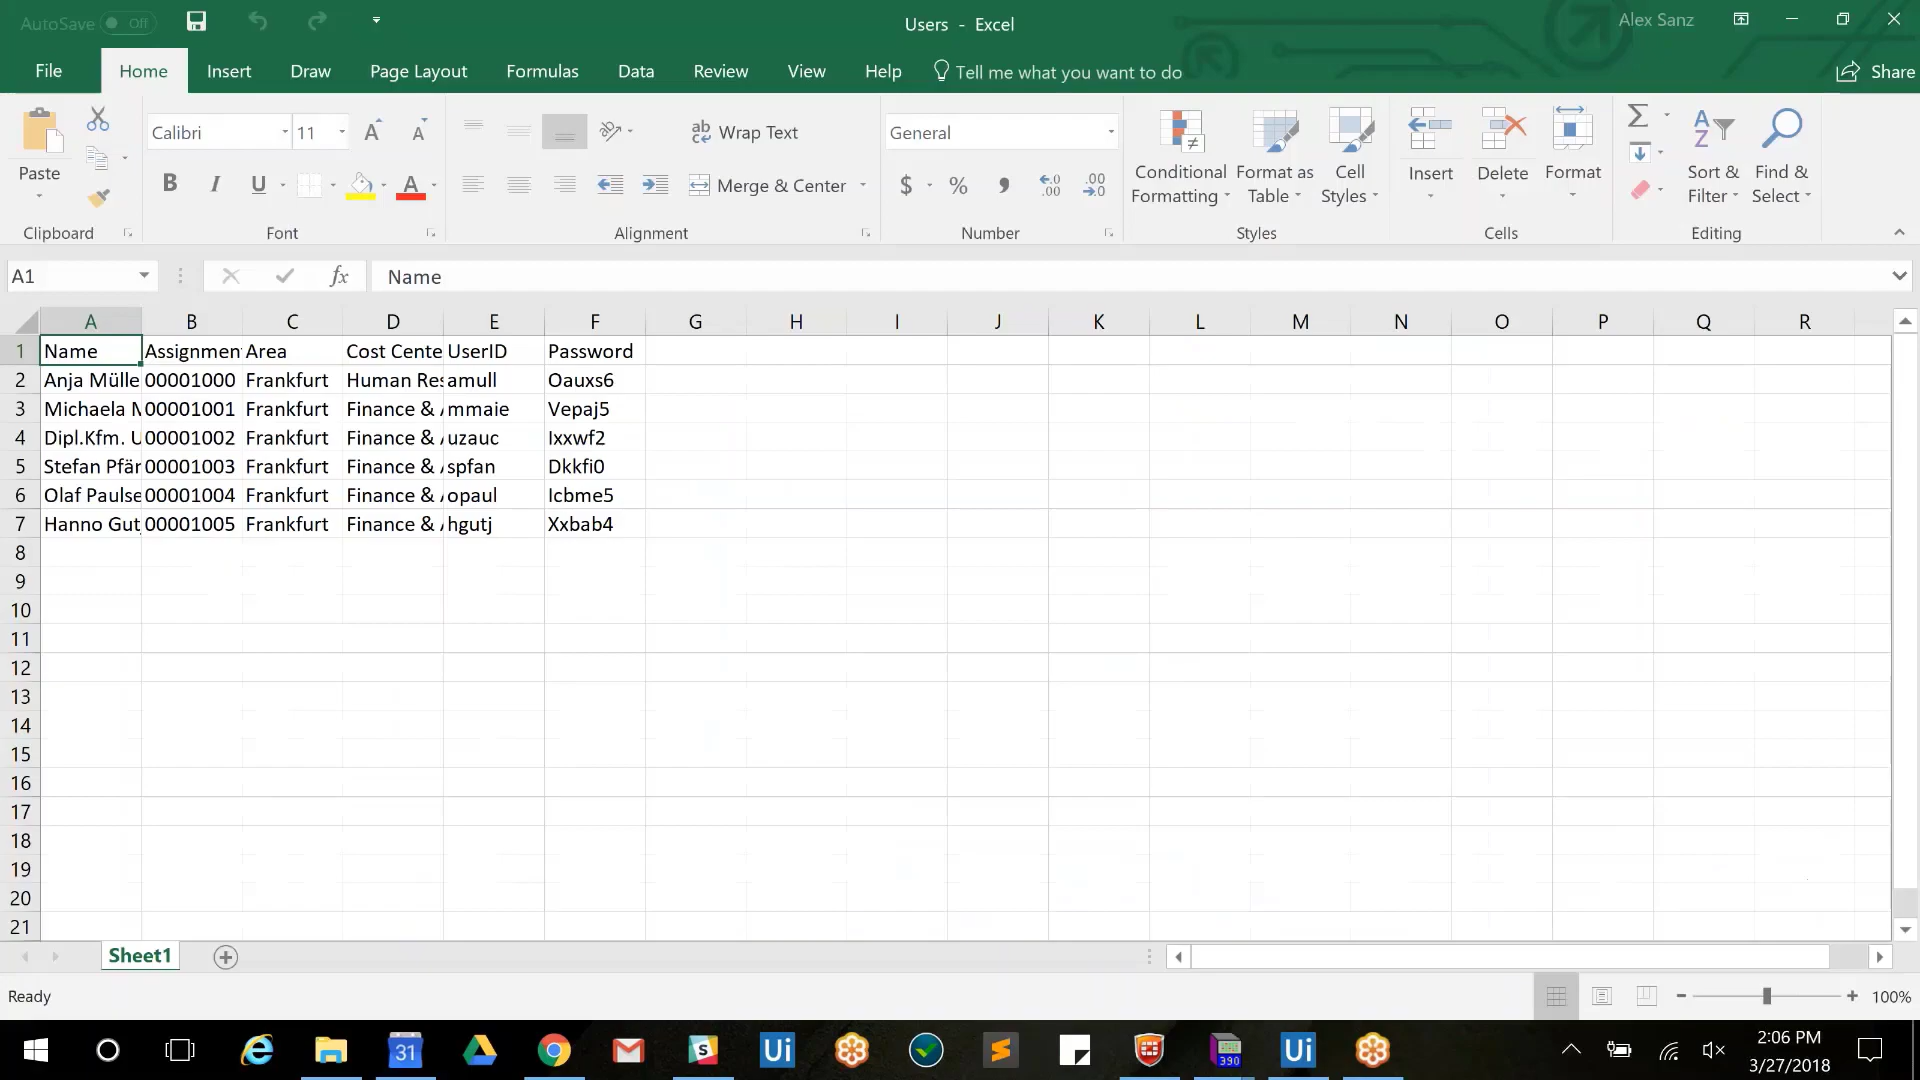 AutoSave Off
Users - Excel
Alex Sanz
File Home Insert Draw Page Layout Formulas Data Review View Help Tell me what you want to do Share
Paste
Clipboard
Calibri 11
B I U A
Font
Wrap Text
Merge & Center
Alignment
General
$ % ,
Number
Conditional Formatting
Format as Table
Cell Styles
Styles
Insert
Delete
Format
Cells
Sort & Filter
Find & Select
Editing
A1 fx Name
A B C D E F G H I J K L M N O P Q R
1 Name Assignmen Area Cost Cente UserID Password
2 Anja Mülle 00001000 Frankfurt Human Res amull Oauxs6
3 Michaela M 00001001 Frankfurt Finance & A mmaie Vepaj5
4 Dipl.Kfm. U 00001002 Frankfurt Finance & A uzauc Ixxwf2
5 Stefan Pfär 00001003 Frankfurt Finance & A spfan Dkkfi0
6 Olaf Paulse 00001004 Frankfurt Finance & A opaul Icbme5
7 Hanno Gut 00001005 Frankfurt Finance & A hgutj Xxbab4
8
9
10
11
12
13
14
15
16
17
18
19
20
21
Sheet1
Ready
100%
31 Ui S 390 Ui
2:06 PM
3/27/2018